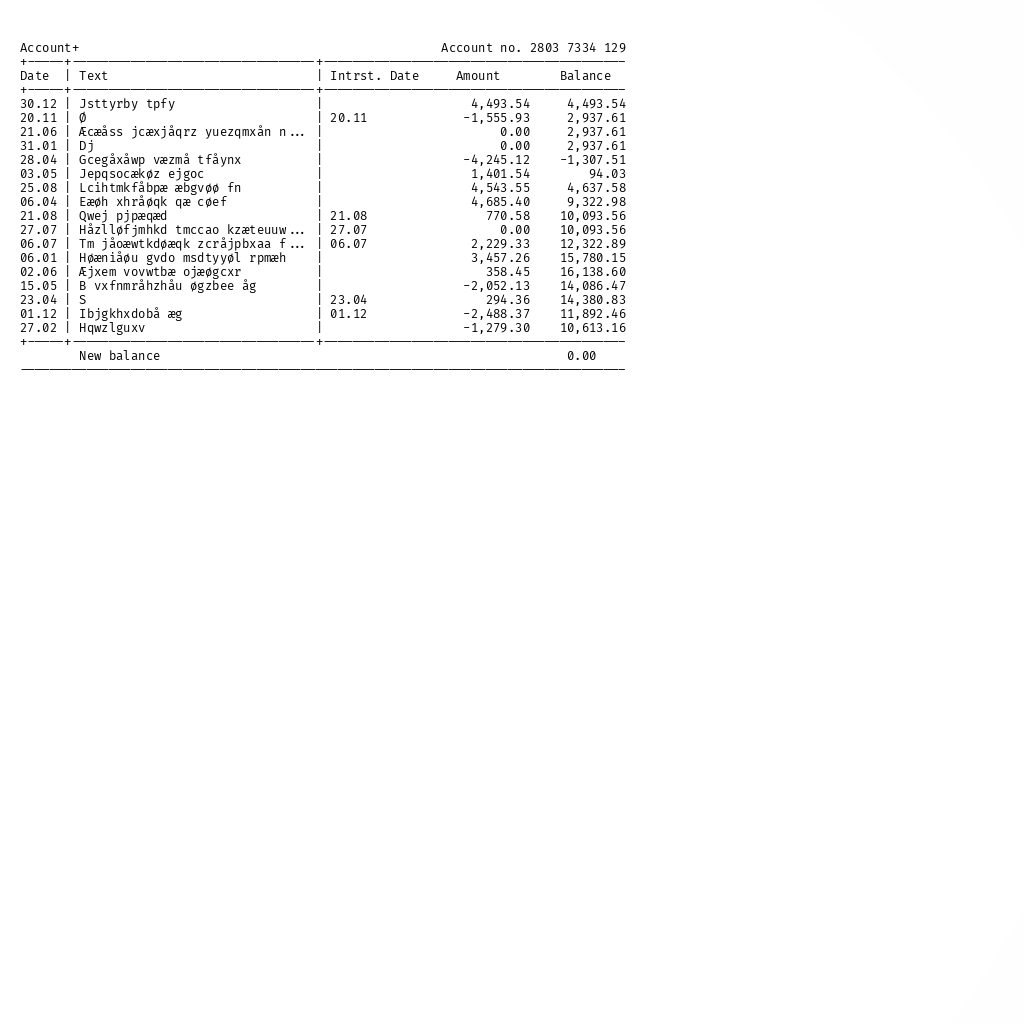 Account+ Account no. 2803 7334 129
+-----+---------------------------------+-----------------------------------------
Date | Text | Intrst. Date Amount Balance
+-----+---------------------------------+-----------------------------------------
30.12 | Jsttyrby tpfy | 4,493.54 4,493.54
20.11 | Ø | 20.11 -1,555.93 2,937.61
21.06 | Æcæåss jcæxjåqrz yuezqmxån n... | 0.00 2,937.61
31.01 | Dj | 0.00 2,937.61
28.04 | Gcegåxåwp væzmå tfåynx | -4,245.12 -1,307.51
03.05 | Jepqsocækøz ejgoc | 1,401.54 94.03
25.08 | Lcihtmkfåbpæ æbgvøø fn | 4,543.55 4,637.58
06.04 | Eæøh xhråøqk qæ cøef | 4,685.40 9,322.98
21.08 | Qwej pjpæqæd | 21.08 770.58 10,093.56
27.07 | Håzlløfjmhkd tmccao kzæteuuw... | 27.07 0.00 10,093.56
06.07 | Tm jåoæwtkdøæqk zcråjpbxaa f... | 06.07 2,229.33 12,322.89
06.01 | Høæniåøu gvdo msdtyyøl rpmæh | 3,457.26 15,780.15
02.06 | Æjxem vovwtbæ ojæøgcxr | 358.45 16,138.60
15.05 | B vxfnmråhzhåu øgzbee åg | -2,052.13 14,086.47
23.04 | S | 23.04 294.36 14,380.83
01.12 | Ibjgkhxdobå æg | 01.12 -2,488.37 11,892.46
27.02 | Hqwzlguxv | -1,279.30 10,613.16
+-----+---------------------------------+-----------------------------------------
New balance 0.00
----------------------------------------------------------------------------------